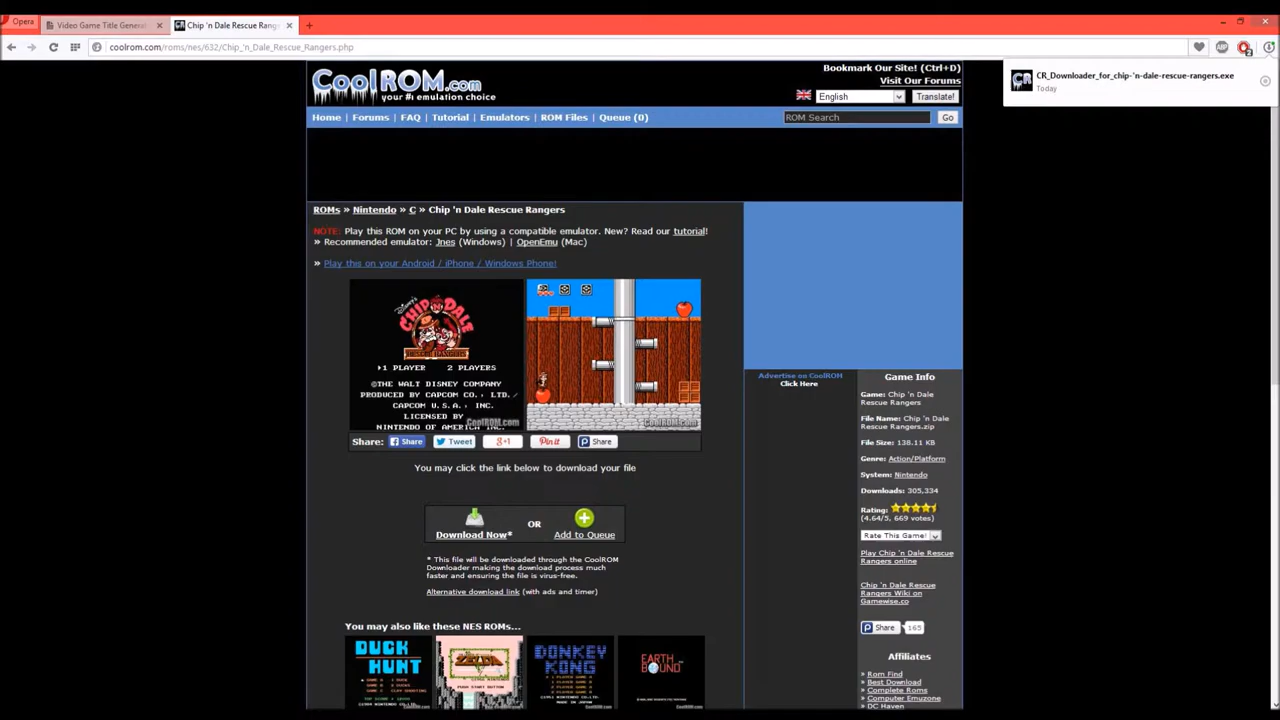 Opera
Video Game Title Generat
Chip 'n Dale Rescue Rang
coolrom.com/roms/nes/632/Chip_'n_Dale_Rescue_Rangers.php
ABP
2
CR
CR_Downloader_for_chip-'n-dale-rescue-rangers.exe
Today
CoolROM.com
your #1 emulation choice
Bookmark Our Site! (Ctrl+D)
Visit Our Forums
English
Translate!
Home | Forums | FAQ | Tutorial | Emulators | ROM Files | Queue (0)
ROM Search
Go
ROMs » Nintendo » C » Chip 'n Dale Rescue Rangers
NOTE: Play this ROM on your PC by using a compatible emulator. New? Read our tutorial!
» Recommended emulator: Jnes (Windows) | OpenEmu (Mac)
» Play this on your Android / iPhone / Windows Phone!
Disney's
CHIP 'N DALE
RESCUE RANGERS
1 PLAYER 2 PLAYERS
©THE WALT DISNEY COMPANY
PRODUCED BY CAPCOM CO., LTD./
CAPCOM U.S.A., INC.
LICENSED BY
NINTENDO OF AMERICA INC.
CoolROM.com
CoolROM.com
Share:
Share
Tweet
+1
Pin it
Share
You may click the link below to download your file
Download Now*
OR
Add to Queue
* This file will be downloaded through the CoolROM
Downloader making the download process much
faster and ensuring the file is virus-free.
Alternative download link (with ads and timer)
You may also like these NES ROMs...
DUCK
HUNT
ZELDA
PUSH START BUTTON
DONKEY
KONG
EARTH
BOUND
Advertise on CoolROM
Click Here
Game Info
Game: Chip 'n Dale
Rescue Rangers
File Name: Chip 'n Dale
Rescue Rangers.zip
File Size: 138.11 KB
Genre: Action/Platform
System: Nintendo
Downloads: 305,334
Rating:
(4.64/5, 669 votes)
Rate This Game!
Play Chip 'n Dale Rescue
Rangers online
Chip 'n Dale Rescue
Rangers Wiki on
Gamewise.co
Share
165
Affiliates
» Rom Find
» Best Download
» Complete Roms
» Computer Emuzone
» DC Haven